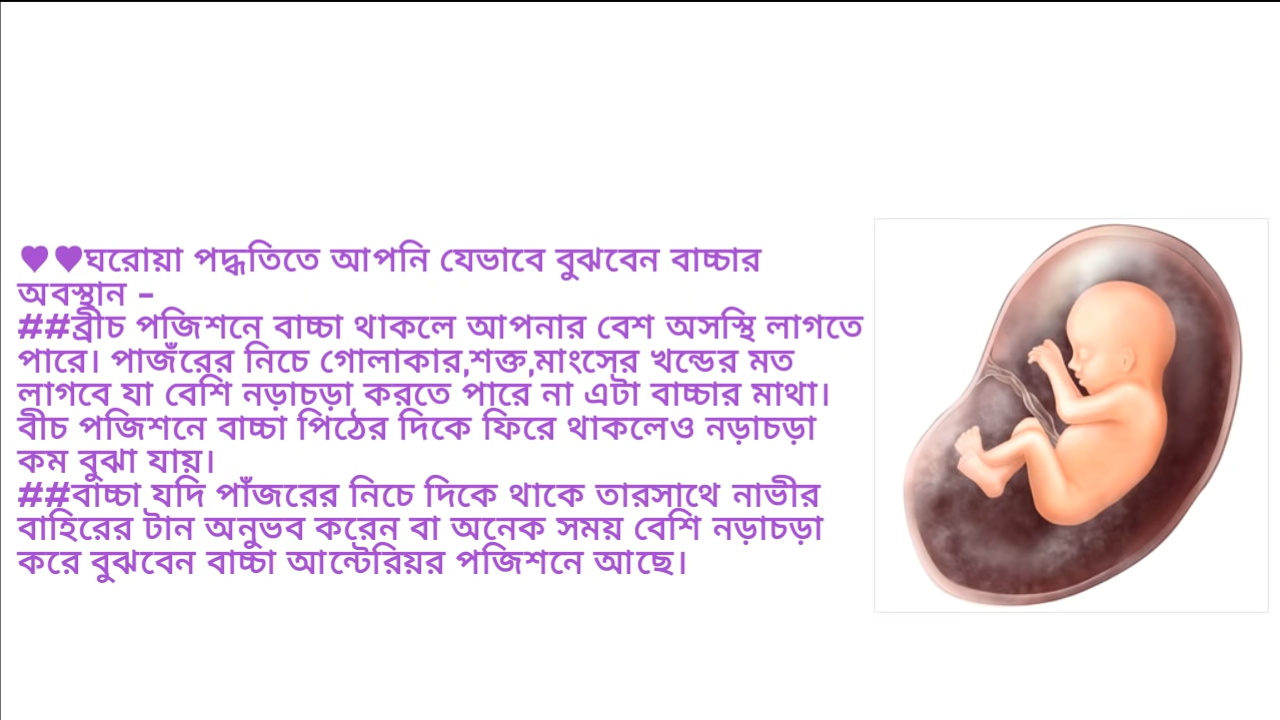 ♥♥ঘরোয়া পদ্ধতিতে আপনি যেভাবে বুঝবেন বাচ্চার
অবস্থান –
##ব্রীচ পজিশনে বাচ্চা থাকলে আপনার বেশ অসস্থি লাগতে
পারে। পাজঁরের নিচে গোলাকার,শক্ত,মাংসের খন্ডের মত
লাগবে যা বেশি নড়াচড়া করতে পারে না এটা বাচ্চার মাথা।
বীচ পজিশনে বাচ্চা পিঠের দিকে ফিরে থাকলেও নড়াচড়া
কম বুঝা যায়।
##বাচ্চা যদি পাঁজরের নিচে দিকে থাকে তারসাথে নাভীর
বাহিরের টান অনুভব করেন বা অনেক সময় বেশি নড়াচড়া
করে বুঝবেন বাচ্চা আন্টেরিয়র পজিশনে আছে।